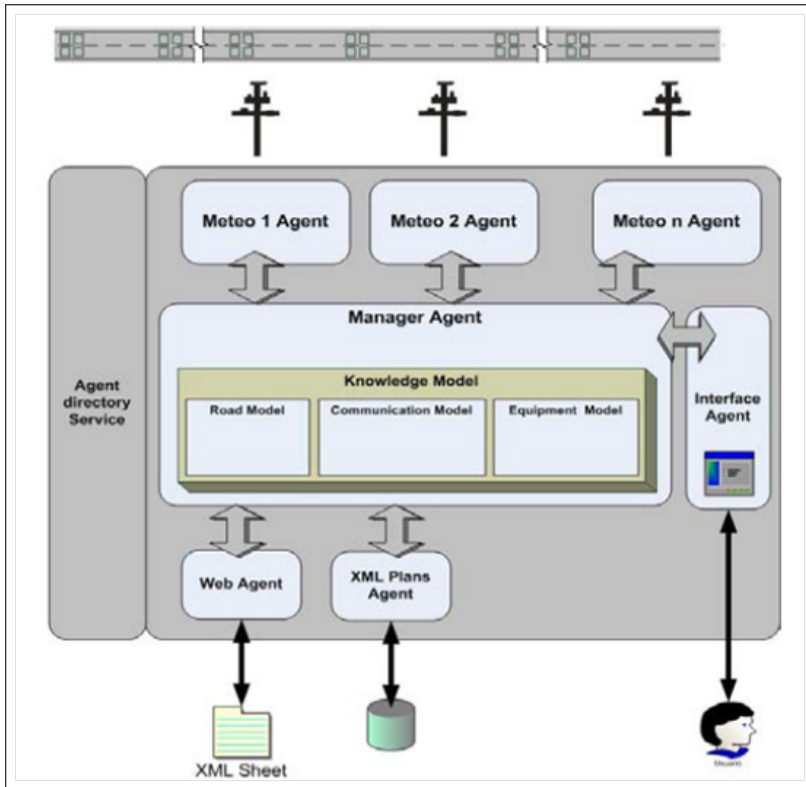 Meteo 1 Agent
Meteo 2 Agent
Meteo n Agent
Manager Agent
Knowledge Model
Road Model
Communication Model
Equipment Model
Agent
directory
Service
Interface
Agent
Web Agent
XML Plans
Agent
XML Sheet
Usuario